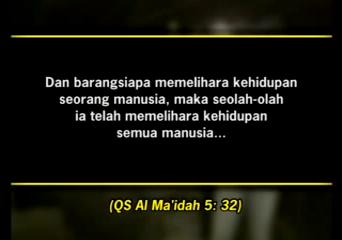 Dan barangsiapa memelihara kehidupan
seorang manusia, maka seolah-olah
ia telah memelihara kehidupan
semua manusia...
(QS Al Ma'idah 5: 32)